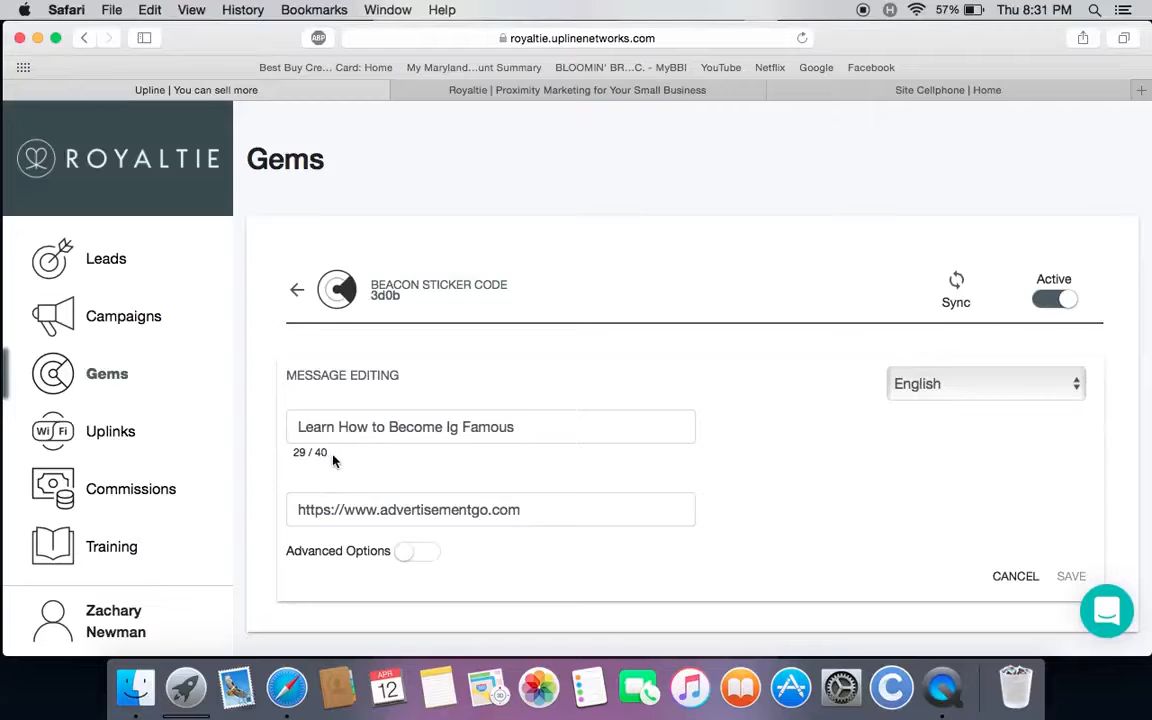 Safari File Edit View History Bookmarks Window Help 57% Thu 8:31 PM
ABP royaltie.uplinenetworks.com
Best Buy Cre... Card: Home My Maryland....unt Summary BLOOMIN' BR...C. - MyBBI YouTube Netflix Google Facebook
Upline | You can sell more Royaltie | Proximity Marketing for Your Small Business Site Cellphone | Home
ROYALTIE
Gems
Leads
Campaigns
Gems
Wi Fi Uplinks
Commissions
Training
Zachary
Newman
BEACON STICKER CODE
3d0b
Sync
Active
MESSAGE EDITING
English
Learn How to Become Ig Famous
29 / 40
https://www.advertisementgo.com
Advanced Options
CANCEL SAVE
APR
12